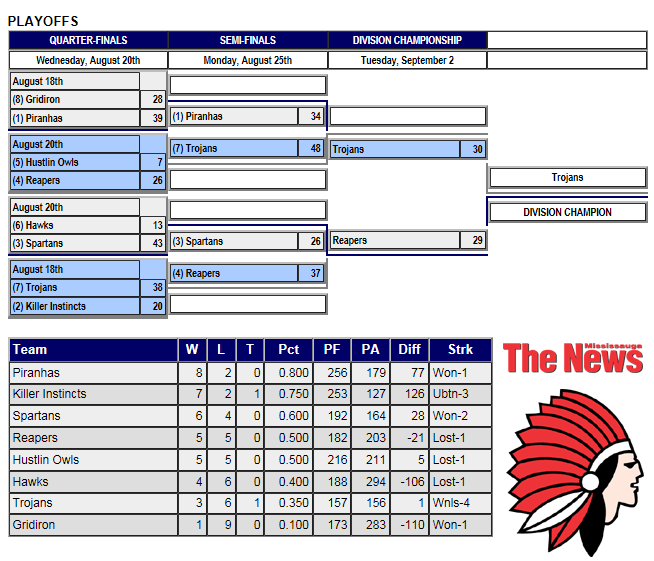 PLAYOFFS
QUARTER-FINALS SEMI-FINALS DIVISION CHAMPIONSHIP
Wednesday, August 20th Monday, August 25th Tuesday, September 2
August 18th
(8) Gridiron 28
(1) Piranhas 39
(1) Piranhas 34
August 20th
(5) Hustlin Owls 7
(4) Reapers 26
(7) Trojans 48
Trojans 30
Trojans
DIVISION CHAMPION
August 20th
(6) Hawks 13
(3) Spartans 43
(3) Spartans 26
Reapers 29
August 18th
(7) Trojans 38
(2) Killer Instincts 20
(4) Reapers 37
Team W L T Pct PF PA Diff Strk
Piranhas 8 2 0 0.800 256 179 77 Won-1
Killer Instincts 7 2 1 0.750 253 127 126 Ubtn-3
Spartans 6 4 0 0.600 192 164 28 Won-2
Reapers 5 5 0 0.500 182 203 -21 Lost-1
Hustlin Owls 5 5 0 0.500 216 211 5 Lost-1
Hawks 4 6 0 0.400 188 294 -106 Lost-1
Trojans 3 6 1 0.350 157 156 1 Wnls-4
Gridiron 1 9 0 0.100 173 283 -110 Won-1
Mississauga
The News